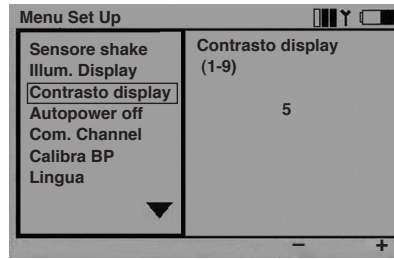 Menu Set Up
Sensore shake
Illum. Display
Contrasto display
Autopower off
Com. Channel
Calibra BP
Lingua
Contrasto display
(1-9)
5
− +